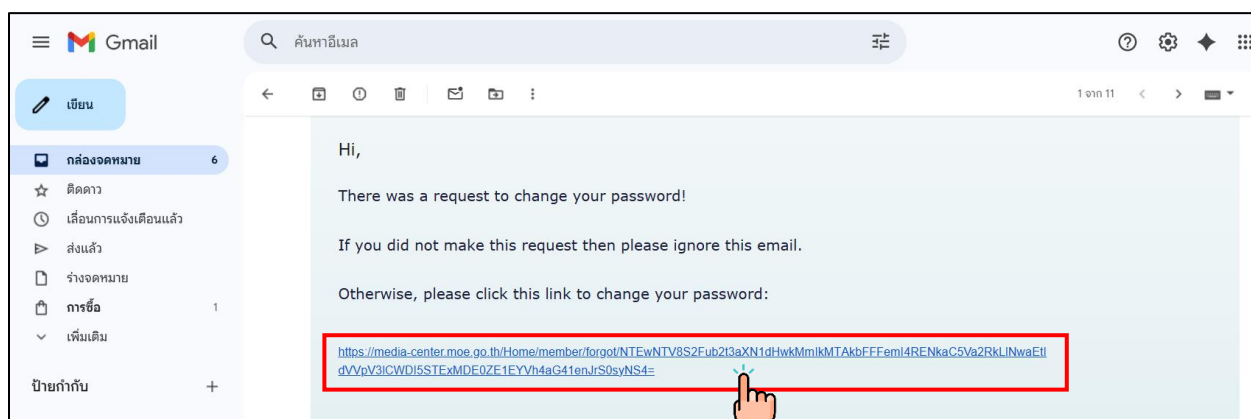 Gmail
ค้นหาอีเมล
เขียน
1 จาก 11
กล่องจดหมาย 6
ติดดาว
เลื่อนการแจ้งเตือนแล้ว
ส่งแล้ว
ร่างจดหมาย
การซื้อ 1
เพิ่มเติม
ป้ายกำกับ
Hi,
There was a request to change your password!
If you did not make this request then please ignore this email.
Otherwise, please click this link to change your password:
https://media-center.moe.go.th/Home/member/forgot/NTEwNTV8S2Fub2t3aXN1dHwkMmlkMTAkbFFFemI4RENkaC5Va2RkLlNwaEtl
dVVpV3lCWDI5STExMDE0ZE1EYVh4aG41enJrS0syNS4=